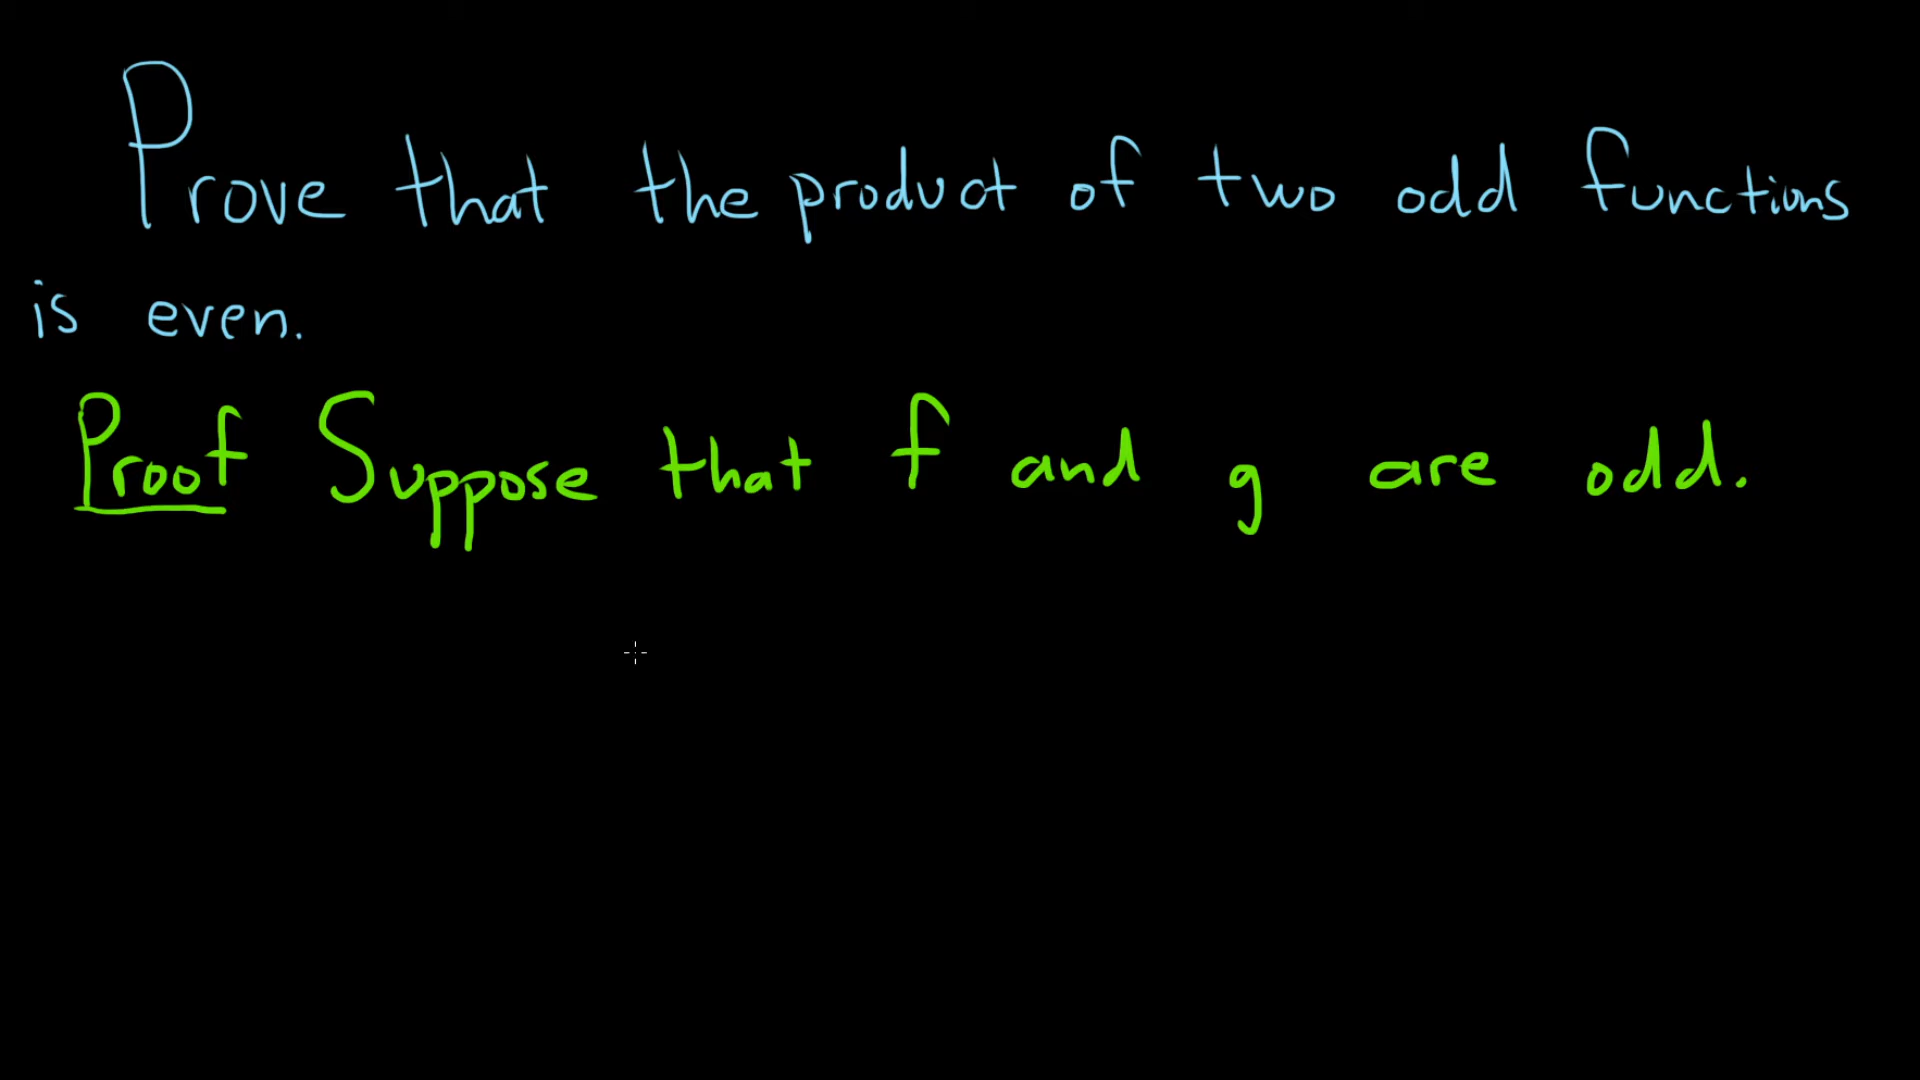 Prove that the product of two odd functions
is even.
Proof Suppose that f and g are odd.